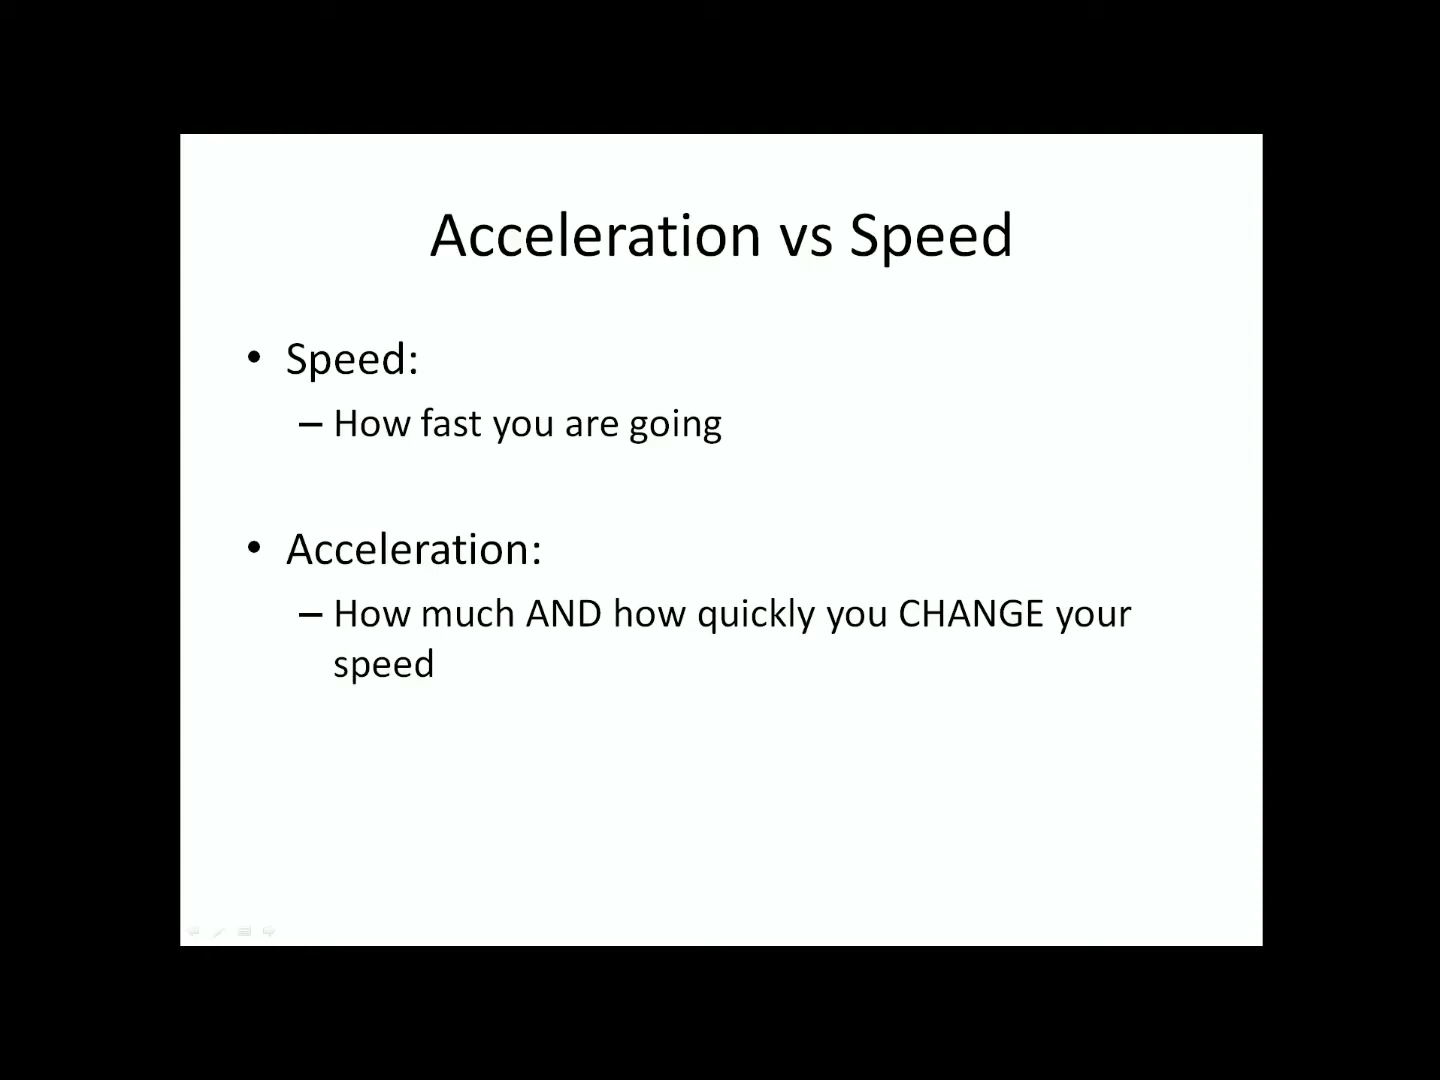 Acceleration vs Speed
• Speed:
– How fast you are going
• Acceleration:
– How much AND how quickly you CHANGE your
speed